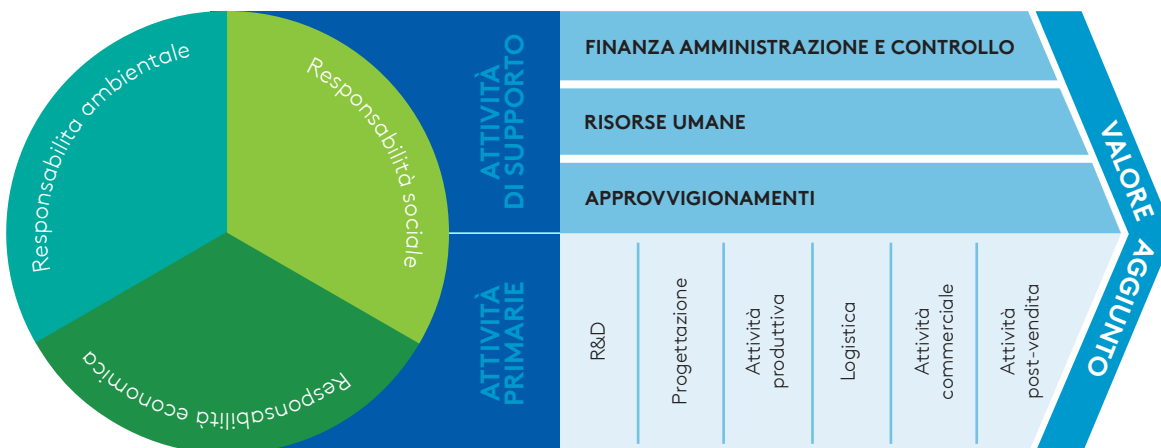 Responsabilita ambientale
Responsabilità sociale
Responsabilità economica
ATTIVITÀ
DI SUPPORTO
ATTIVITÀ
PRIMARIE
FINANZA AMMINISTRAZIONE E CONTROLLO
RISORSE UMANE
APPROVVIGIONAMENTI
R&D
Progettazione
Attività
produttiva
Logistica
Attività
commerciale
Attività
post-vendita
VALORE AGGIUNTO